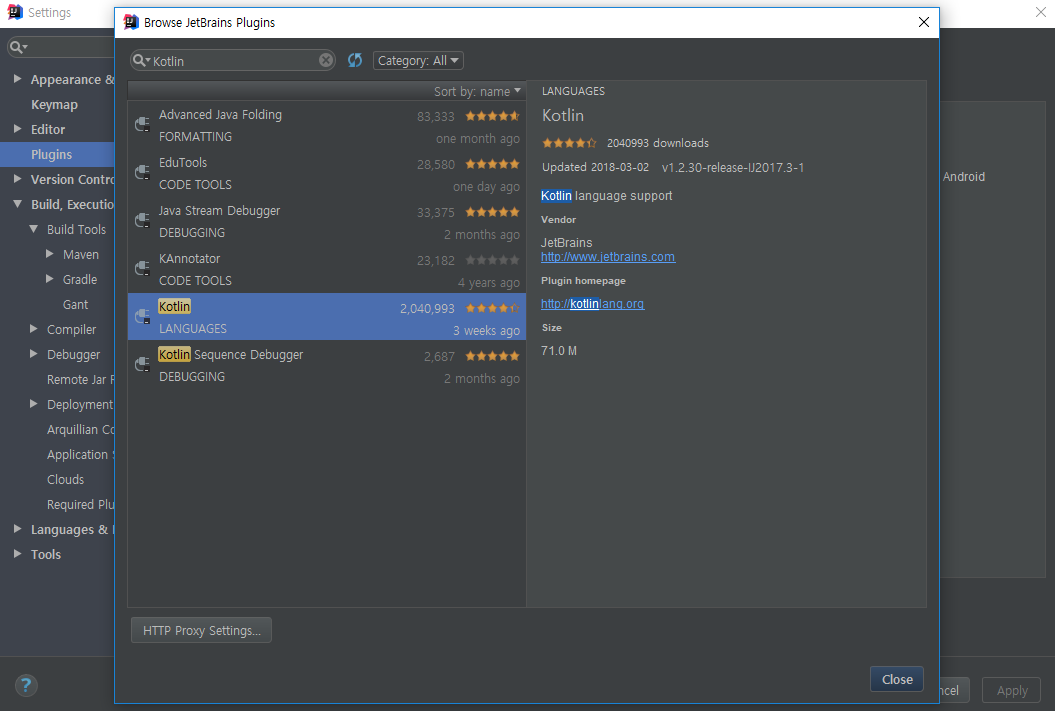 Settings
Browse JetBrains Plugins
Kotlin
Category: All
Appearance &
Keymap
Editor
Plugins
Version Contro
Build, Executio
Build Tools
Maven
Gradle
Gant
Compiler
Debugger
Remote Jar
Deployment
Arquillian Co
Application
Clouds
Required Plu
Languages &
Tools
Sort by: name
Advanced Java Folding 83,333
FORMATTING one month ago
EduTools 28,580
CODE TOOLS one day ago
Java Stream Debugger 33,375
DEBUGGING 2 months ago
KAnnotator 23,182
CODE TOOLS 4 years ago
Kotlin 2,040,993
LANGUAGES 3 weeks ago
Kotlin Sequence Debugger 2,687
DEBUGGING 2 months ago
LANGUAGES
Kotlin
2040993 downloads
Updated 2018-03-02 v1.2.30-release-IJ2017.3-1
Kotlin language support
Vendor
JetBrains
http://www.jetbrains.com
Plugin homepage
http://kotlinlang.org
Size
71.0 M
Android
HTTP Proxy Settings...
Close
?
ncel
Apply